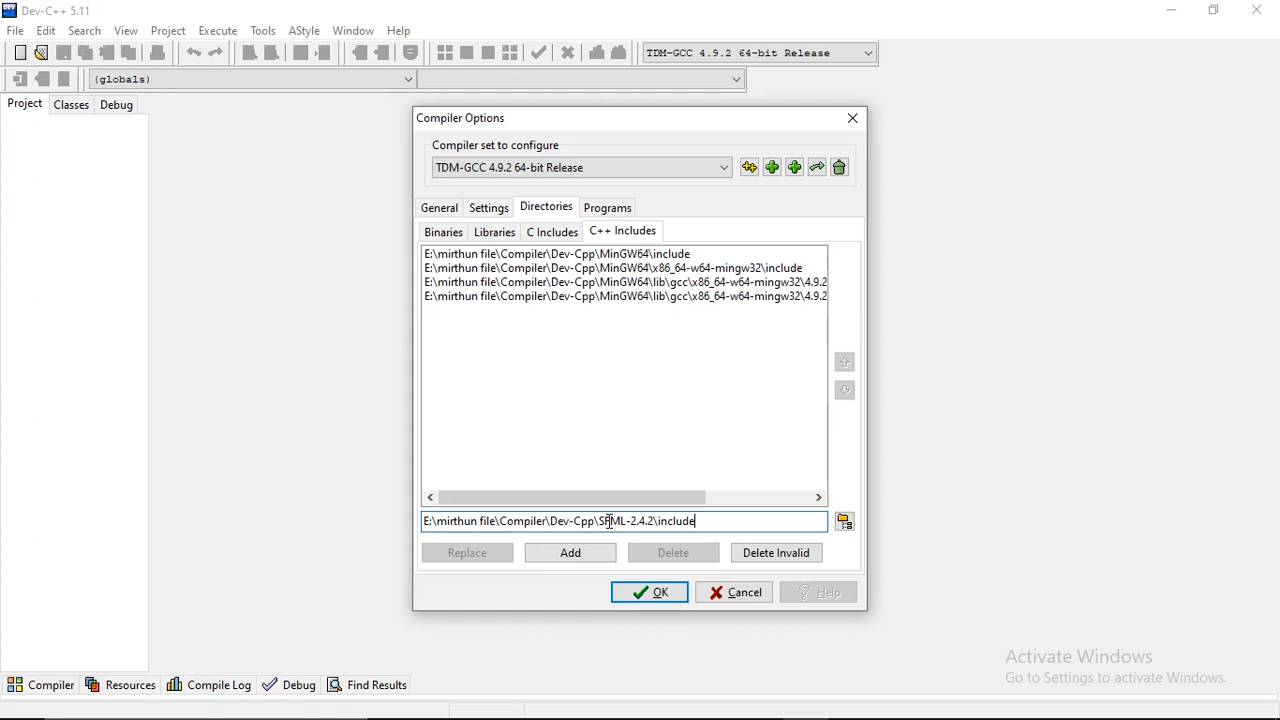 Dev-C++ 5.11
File Edit Search View Project Execute Tools AStyle Window Help
TDM-GCC 4.9.2 64-bit Release
(globals)
Project Classes Debug
Compiler Options
Compiler set to configure
TDM-GCC 4.9.2 64-bit Release
General Settings Directories Programs
Binaries Libraries C Includes C++ Includes
E:\mirthun file\Compiler\Dev-Cpp\MinGW64\include
E:\mirthun file\Compiler\Dev-Cpp\MinGW64\x86_64-w64-mingw32\include
E:\mirthun file\Compiler\Dev-Cpp\MinGW64\lib\gcc\x86_64-w64-mingw32\4.9.2
E:\mirthun file\Compiler\Dev-Cpp\MinGW64\lib\gcc\x86_64-w64-mingw32\4.9.2
E:\mirthun file\Compiler\Dev-Cpp\SFML-2.4.2\include
Replace Add Delete Delete Invalid
OK Cancel Help
Activate Windows
Go to Settings to activate Windows.
Compiler Resources Compile Log Debug Find Results